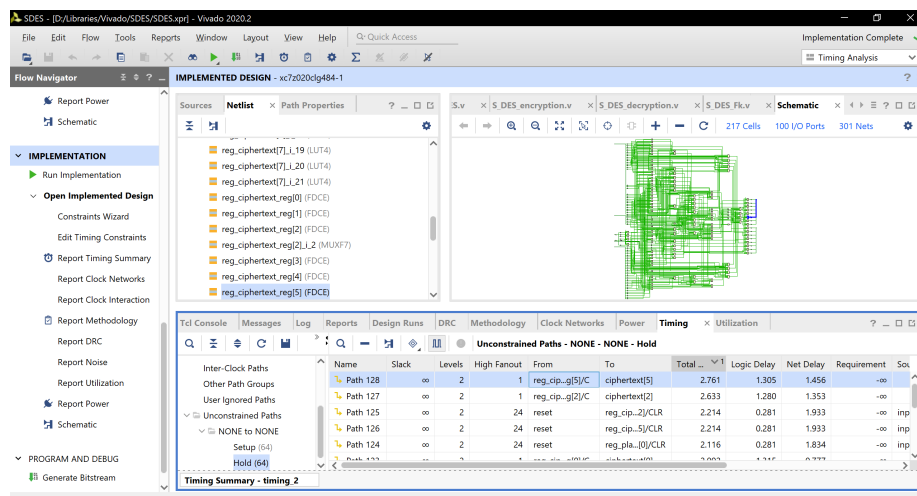 SDES - [D:/Libraries/Vivado/SDES/SDES.xpr] - Vivado 2020.2
File Edit Flow Tools Reports Window Layout View Help Q- Quick Access Implementation Complete
Timing Analysis
Flow Navigator
IMPLEMENTED DESIGN - xc7z020clg484-1
Report Power
Schematic
IMPLEMENTATION
Run Implementation
Open Implemented Design
Constraints Wizard
Edit Timing Constraints
Report Timing Summary
Report Clock Networks
Report Clock Interaction
Report Methodology
Report DRC
Report Noise
Report Utilization
Report Power
Schematic
PROGRAM AND DEBUG
Generate Bitstream
Sources Netlist Path Properties
reg_ciphertext[7]_i_19 (LUT4)
reg_ciphertext[7]_i_20 (LUT4)
reg_ciphertext[7]_i_21 (LUT4)
reg_ciphertext_reg[0] (FDCE)
reg_ciphertext_reg[1] (FDCE)
reg_ciphertext_reg[2] (FDCE)
reg_ciphertext_reg[2]_i_2 (MUXF7)
reg_ciphertext_reg[3] (FDCE)
reg_ciphertext_reg[4] (FDCE)
reg_ciphertext_reg[5] (FDCE)
S.v S_DES_encryption.v S_DES_decryption.v S_DES_Fk.v Schematic
217 Cells 100 I/O Ports 301 Nets
Tcl Console Messages Log Reports Design Runs DRC Methodology Clock Networks Power Timing Utilization
Unconstrained Paths - NONE - NONE - Hold
Inter-Clock Paths
Other Path Groups
User Ignored Paths
Unconstrained Paths
NONE to NONE
Setup (64)
Hold (64)
Name Slack Levels High Fanout From To Total ... 1 Logic Delay Net Delay Requirement Sou
Path 128 ∞ 2 1 reg_cip...g[5]/C ciphertext[5] 2.761 1.305 1.456 -∞
Path 127 ∞ 2 1 reg_cip...g[2]/C ciphertext[2] 2.633 1.280 1.353 -∞
Path 125 ∞ 2 24 reset reg_cip...2]/CLR 2.214 0.281 1.933 -∞ inp
Path 126 ∞ 2 24 reset reg_cip...5]/CLR 2.214 0.281 1.933 -∞ inp
Path 124 ∞ 2 24 reset reg_pla...[0]/CLR 2.116 0.281 1.834 -∞ inp
Timing Summary - timing_2